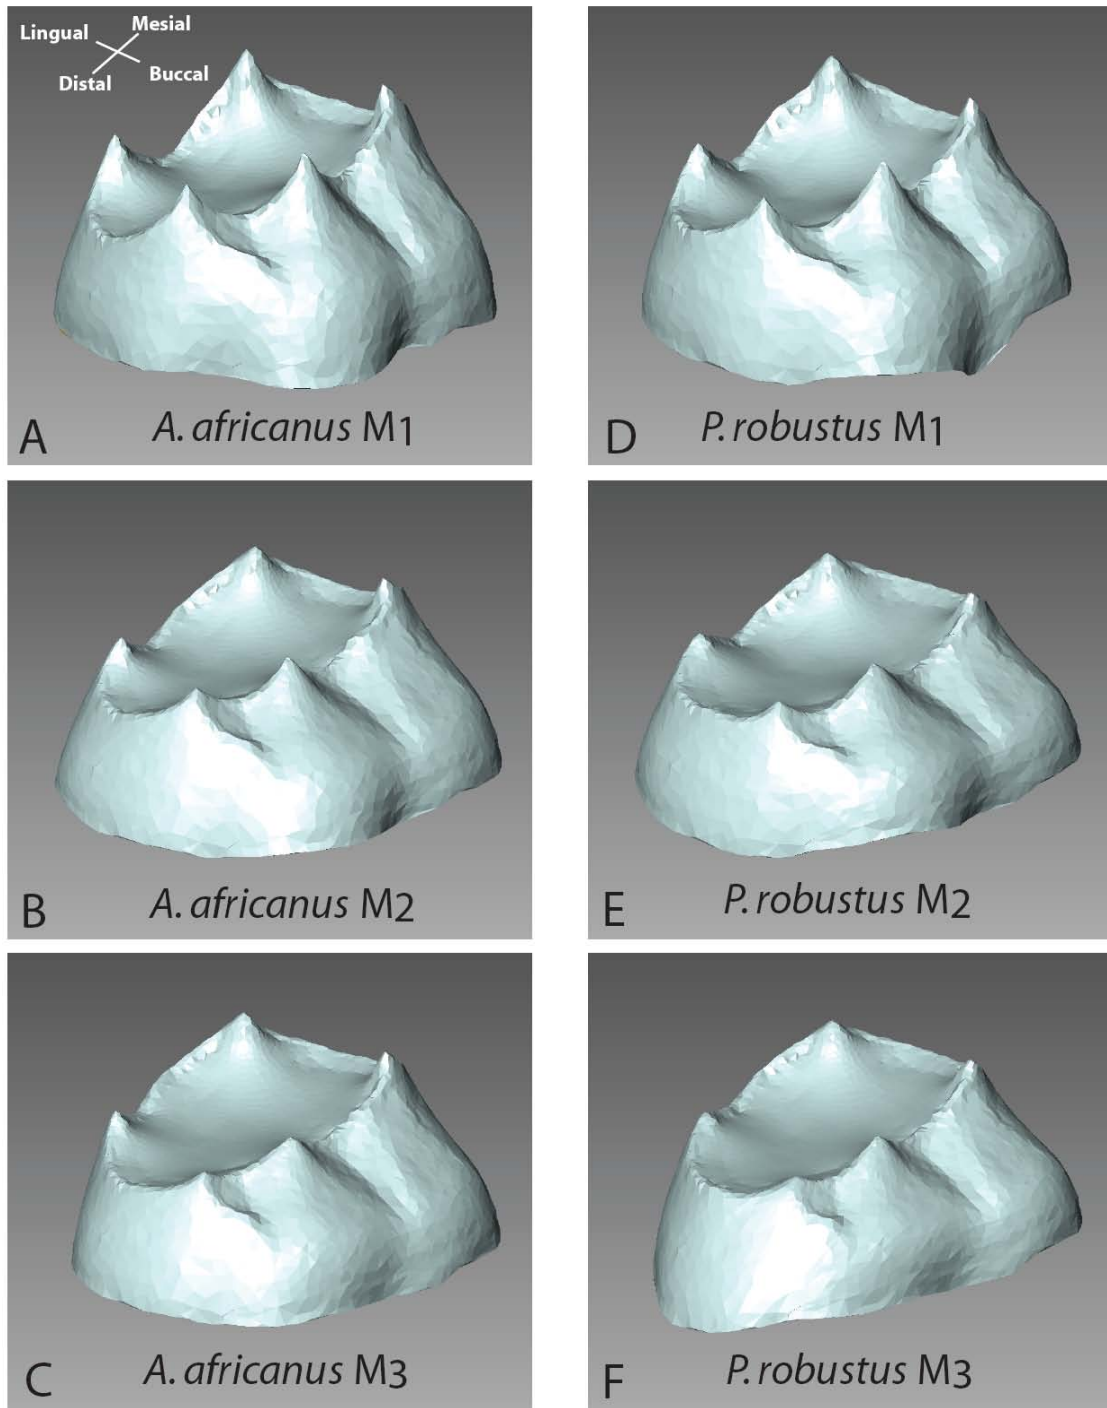 Mesial
Lingual
Buccal
Distal
A
A. africanus M1
D
P. robustus M1
B
A. africanus M2
E
P. robustus M2
C
A. africanus M3
F
P. robustus M3